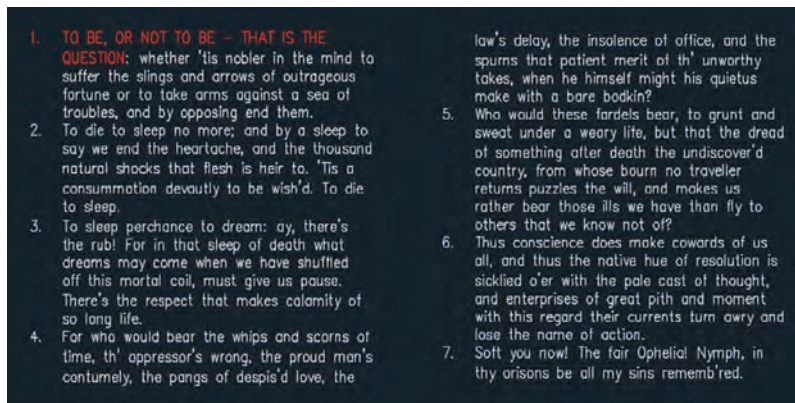 1. TO BE, OR NOT TO BE – THAT IS THE
QUESTION: whether 'tis nobler in the mind to
suffer the slings and arrows of outrageous
fortune or to take arms against a sea of
troubles, and by opposing end them.
2. To die to sleep no more; and by a sleep to
say we end the heartache, and the thousand
natural shocks that flesh is heir to. 'Tis a
consummation devoutly to be wish'd. To die
to sleep.
3. To sleep perchance to dream: ay, there's
the rub! For in that sleep of death what
dreams may come when we have shuffled
off this mortal coil, must give us pause.
There's the respect that makes calamity of
so long life.
4. For who would bear the whips and scorns of
time, th' oppressor's wrong, the proud man's
contumely, the pangs of despis'd love, the
law's delay, the insolence of office, and the
spurns that patient merit of th' unworthy
takes, when he himself might his quietus
make with a bare bodkin?
5. Who would these fardels bear, to grunt and
sweat under a weary life, but that the dread
of something after death the undiscover'd
country, from whose bourn no traveller
returns puzzles the will, and makes us
rather bear those ills we have than fly to
others that we know not of?
6. Thus conscience does make cowards of us
all, and thus the native hue of resolution is
sicklied o'er with the pale cast of thought,
and enterprises of great pith and moment
with this regard their currents turn awry and
lose the name of action.
7. Soft you now! The fair Ophelia! Nymph, in
thy orisons be all my sins rememb'red.